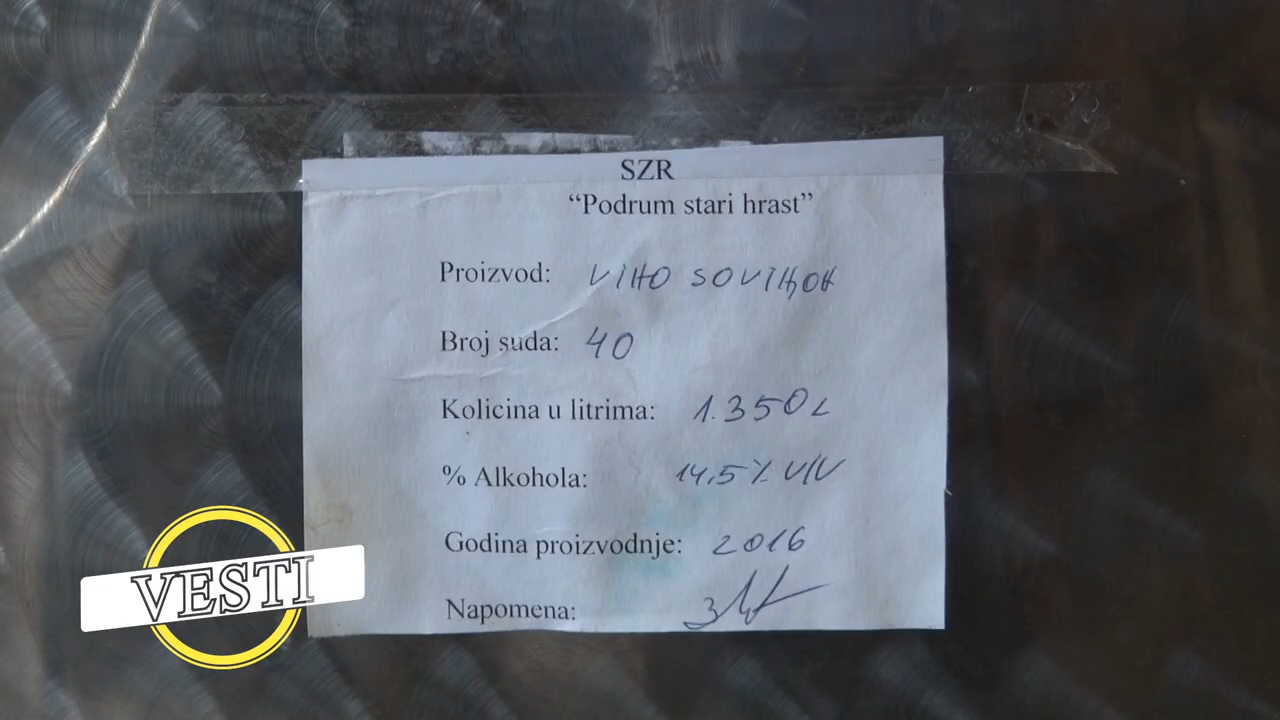 SZR
“Podrum stari hrast”
Proizvod: VINO SOVINJON
Broj suda: 40
Kolicina u litrima: 1.350L
% Alkohola: 14,5% V/V
Godina proizvodnje: 2016
Napomena:
VESTI